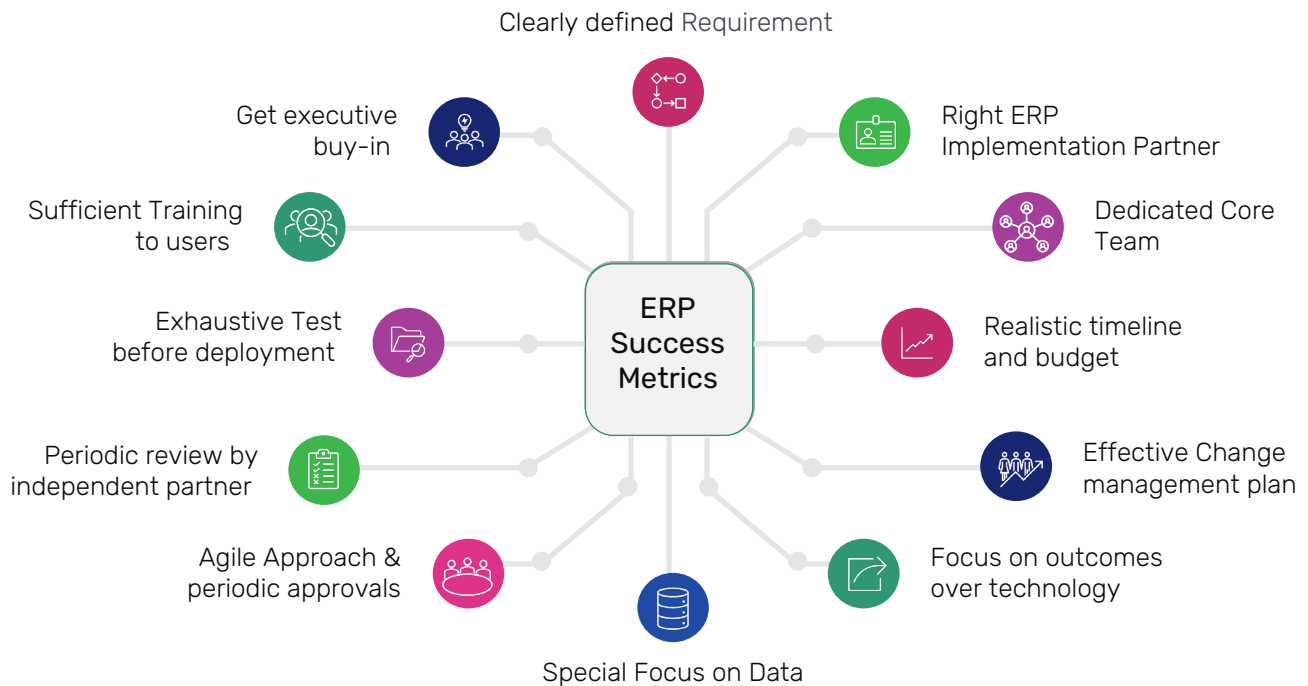 Clearly defined Requirement
Get executive
buy-in
Right ERP
Implementation Partner
Sufficient Training
to users
Dedicated Core
Team
ERP
Success
Metrics
Exhaustive Test
before deployment
Realistic timeline
and budget
Periodic review by
independent partner
Effective Change
management plan
Agile Approach &
periodic approvals
Focus on outcomes
over technology
Special Focus on Data